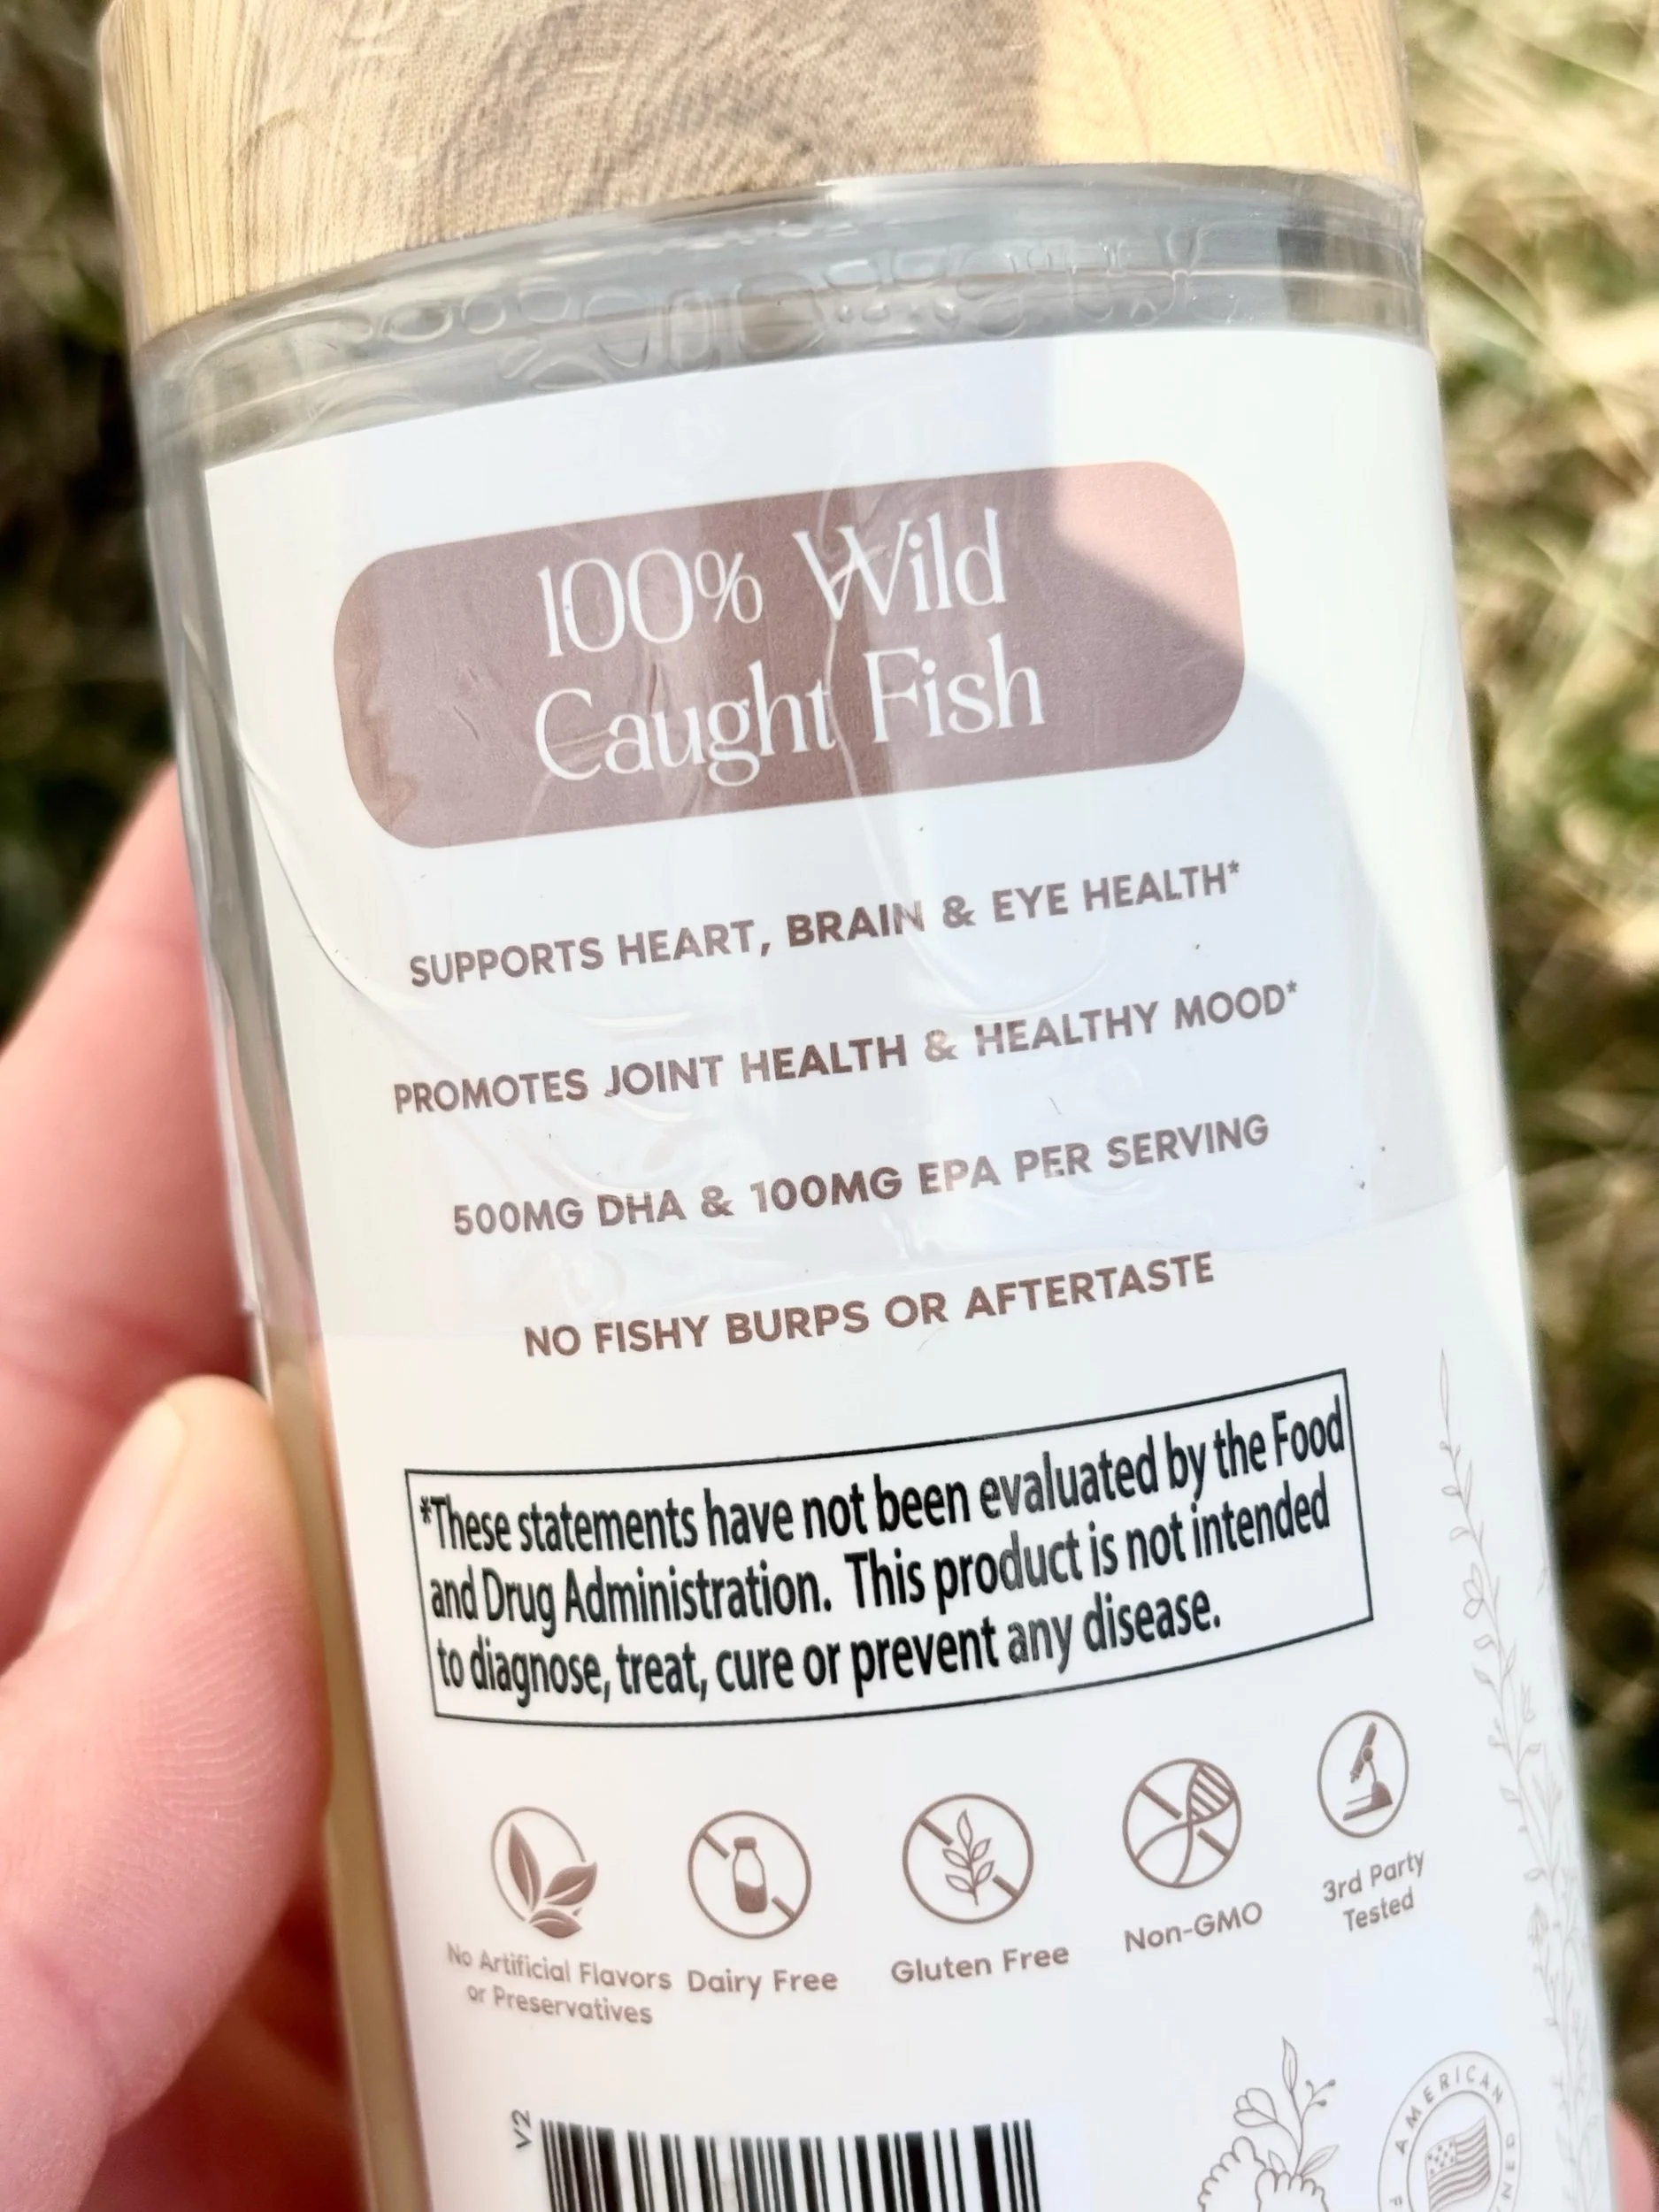 100% Wild
Caught Fish
SUPPORTS HEART, BRAIN & EYE HEALTH*
PROMOTES JOINT HEALTH & HEALTHY MOOD*
500MG DHA & 100MG EPA PER SERVING
NO FISHY BURPS OR AFTERTASTE
*These statements have not been evaluated by the Food
and Drug Administration. This product is not intended
to diagnose, treat, cure or prevent any disease.
No Artificial Flavors
or Preservatives
Dairy Free
Gluten Free
Non-GMO
3rd Party
Tested
V2
AMERICAN